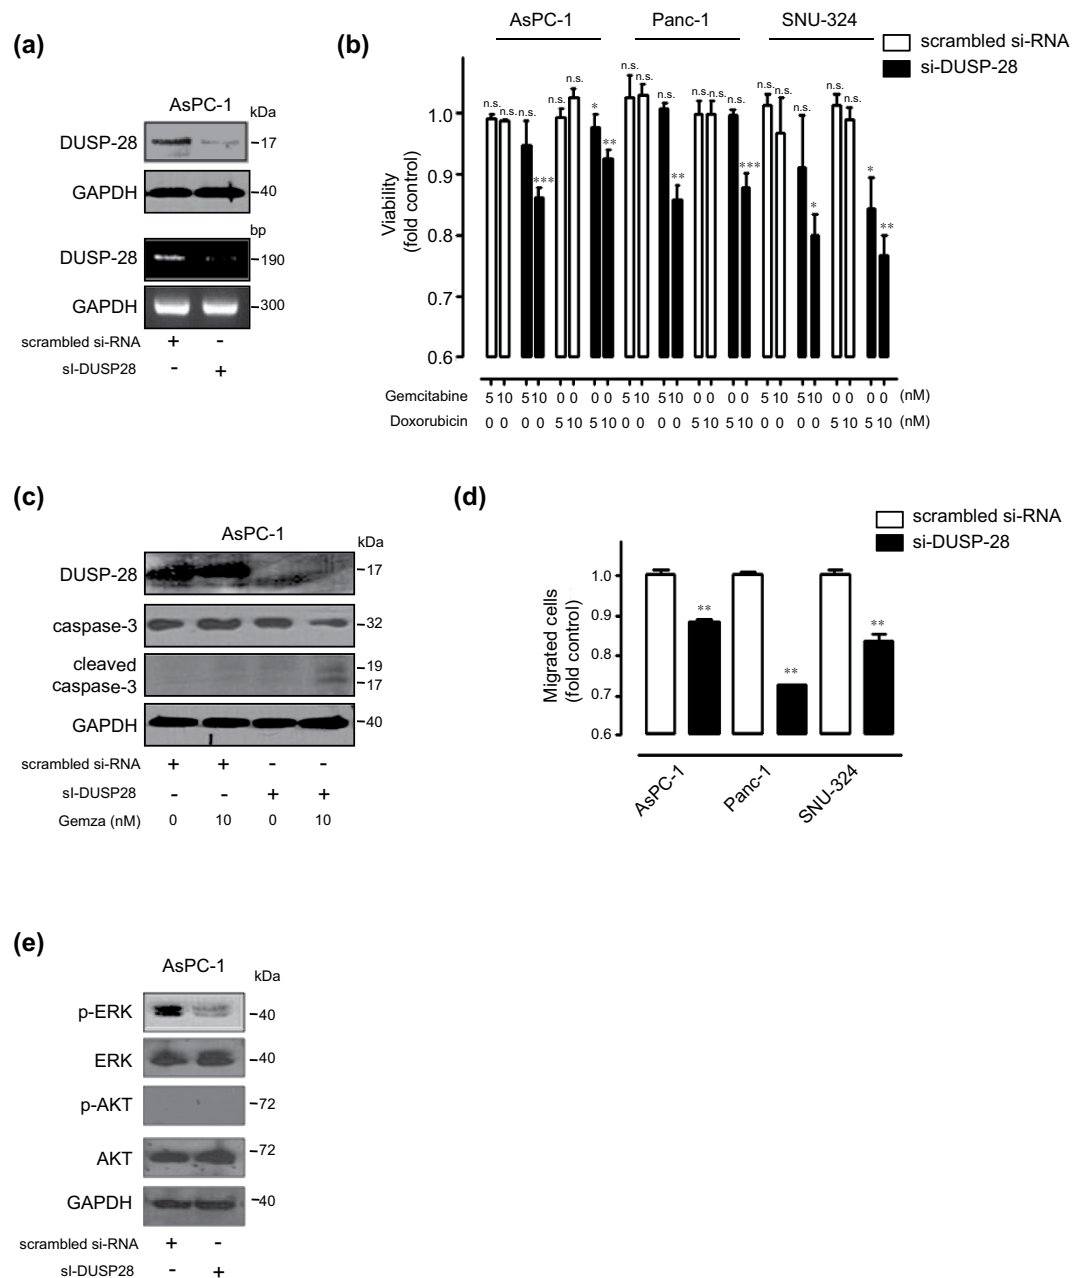 (a)
AsPC-1
kDa
DUSP-28
17
GAPDH
40
bp
DUSP-28
190
GAPDH
300
scrambled si-RNA + -
sI-DUSP28 - +
(b)
AsPC-1 Panc-1 SNU-324
scrambled si-RNA
si-DUSP-28
Viability
(fold control)
1.0
0.9
0.8
0.7
0.6
n.s. n.s. n.s. *** n.s. n.s. * ** n.s. n.s. n.s. ** n.s. n.s. n.s. *** n.s. n.s. n.s. * n.s. n.s. * **
Gemcitabine 5 10 5 10 0 0 0 0 5 10 5 10 0 0 0 0 5 10 5 10 0 0 0 0 (nM)
Doxorubicin 0 0 0 0 5 10 5 10 0 0 0 0 5 10 5 10 0 0 0 0 5 10 5 10 (nM)
(c)
AsPC-1
kDa
DUSP-28
17
caspase-3
32
cleaved
caspase-3
19
17
GAPDH
40
scrambled si-RNA + + - -
sI-DUSP28 - - + +
Gemza (nM) 0 10 0 10
(d)
scrambled si-RNA
si-DUSP-28
Migrated cells
(fold control)
1.0
0.9
0.8
0.7
0.6
** ** **
AsPC-1
Panc-1
SNU-324
(e)
AsPC-1
kDa
p-ERK
40
ERK
40
p-AKT
72
AKT
72
GAPDH
40
scrambled si-RNA + -
sI-DUSP28 - +